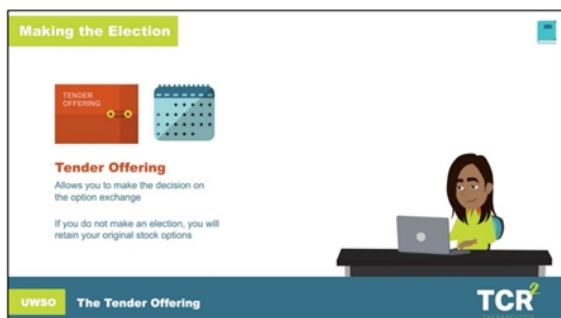 Making the Election
TENDER
OFFERING
Tender Offering
Allows you to make the decision on
the option exchange
If you do not make an election, you will
retain your original stock options
UWSO
The Tender Offering
TCR2
THERAPEUTICS